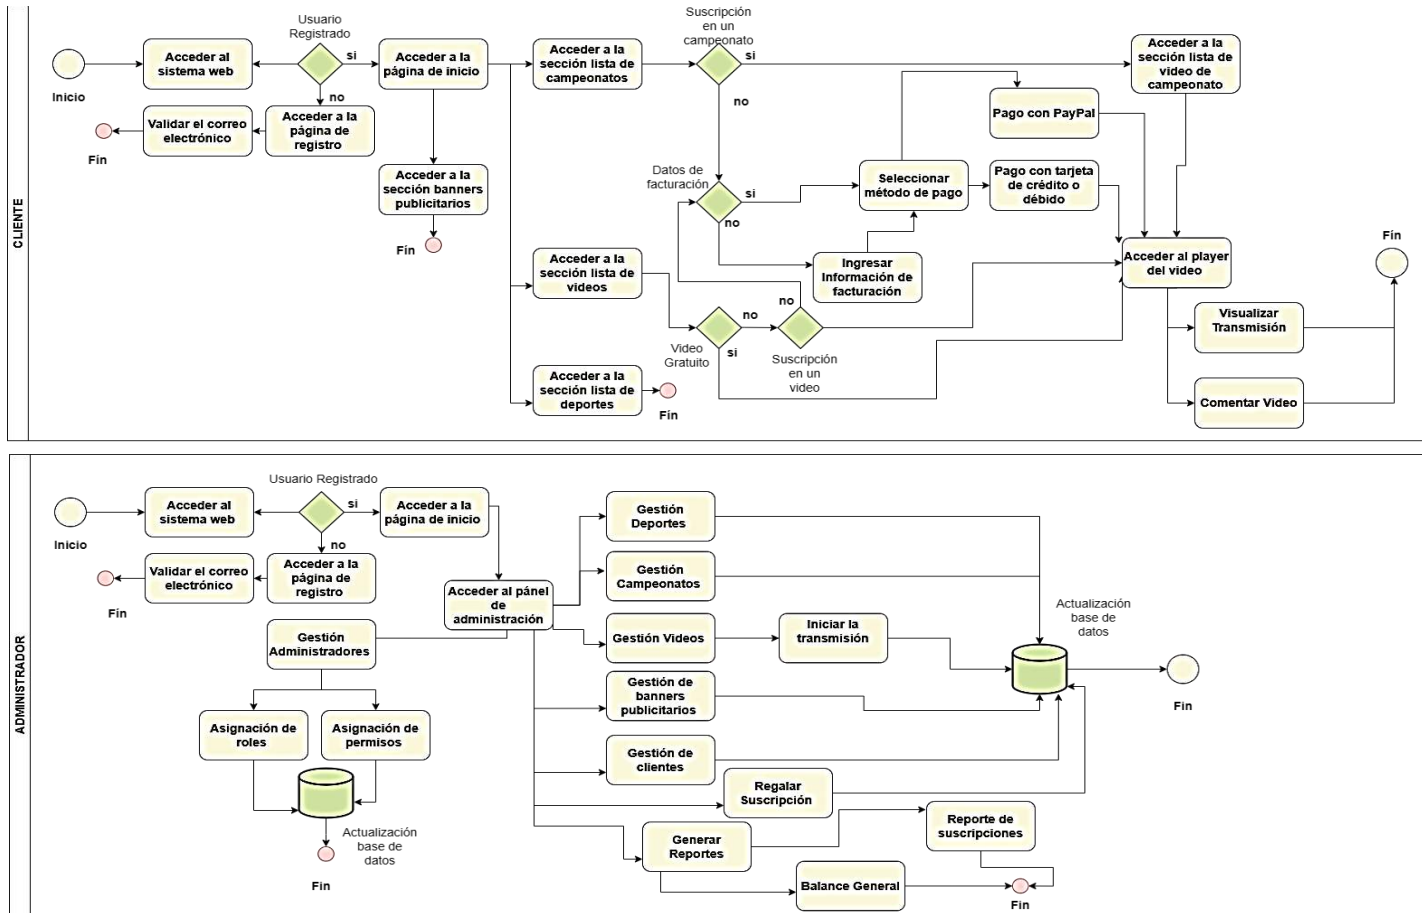 CLIENTE
Inicio
Acceder al
sistema web
Usuario
Registrado
si
no
Acceder a la
página de
registro
Validar el correo
electrónico
Fin
Acceder a la
página de inicio
Acceder a la
sección banners
publicitarios
Fín
Acceder a la
sección lista de
campeonatos
Suscripción
en un
campeonato
si
no
Acceder a la
sección lista de
video de
campeonato
Datos de
facturación
si
no
Seleccionar
método de pago
Pago con PayPal
Pago con tarjeta
de crédito o
débido
Ingresar
Información de
facturación
Acceder a la
sección lista de
videos
Video
Gratuito
no
si
no
Suscripción
en un
video
Acceder a la
sección lista de
deportes
Fín
Acceder al player
del video
Visualizar
Transmisión
Comentar Video
Fín
ADMINISTRADOR
Inicio
Acceder al
sistema web
Usuario Registrado
si
no
Acceder a la
página de
registro
Validar el correo
electrónico
Fin
Acceder a la
página de inicio
Acceder al pánel
de
administración
Gestión
Administradores
Asignación de
roles
Asignación de
permisos
Actualización
base de
datos
Fin
Gestión
Deportes
Gestión
Campeonatos
Gestión Videos
Iniciar la
transmisión
Gestión de
banners
publicitarios
Gestión de
clientes
Regalar
Suscripción
Generar
Reportes
Reporte de
suscripciones
Balance General
Fin
Actualización
base de
datos
Fin